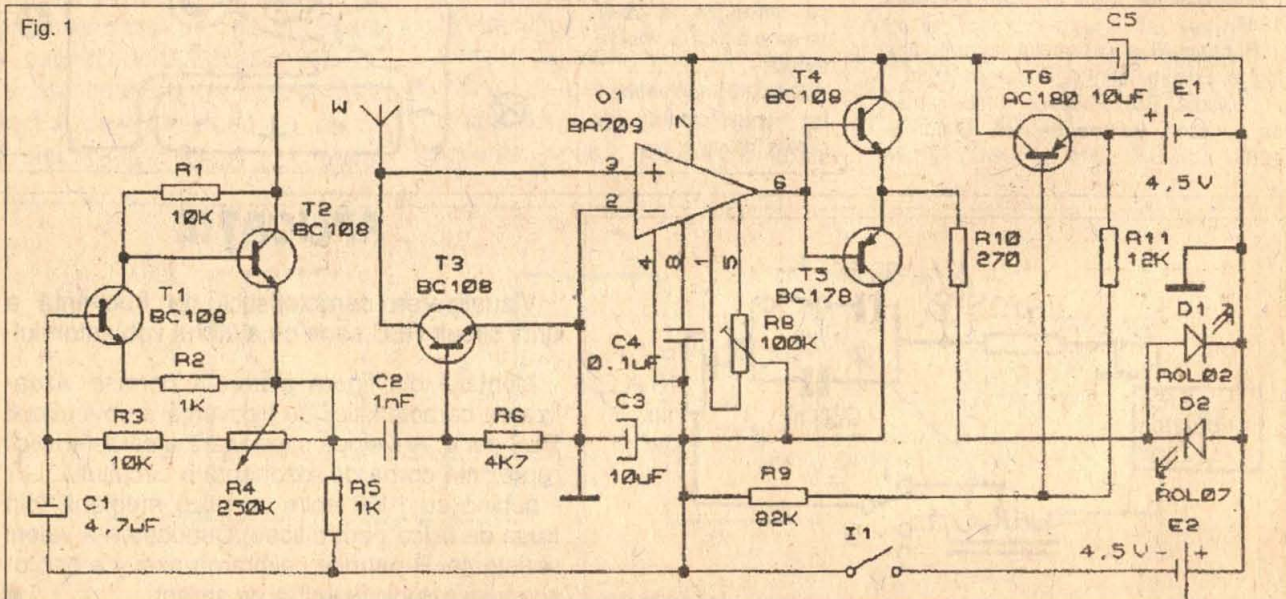 Fig. 1
C5
10uF
T6
AC180
E1
+ -
4,5V
T4
BC108
W
O1
BA709
7
3
+
2
-
6
4
8
1
5
R1
10K
T2
BC108
T1
BC108
T3
BC108
T5
BC178
R10
270
R11
12K
D1
ROL02
D2
ROL07
R2
1K
R3
10K
R4
250K
C2
1nF
R6
4K7
C4
0.1uF
R8
100K
C3
10uF
C1
4.7uF
R5
1K
R9
82K
I1
E2
4,5V - +